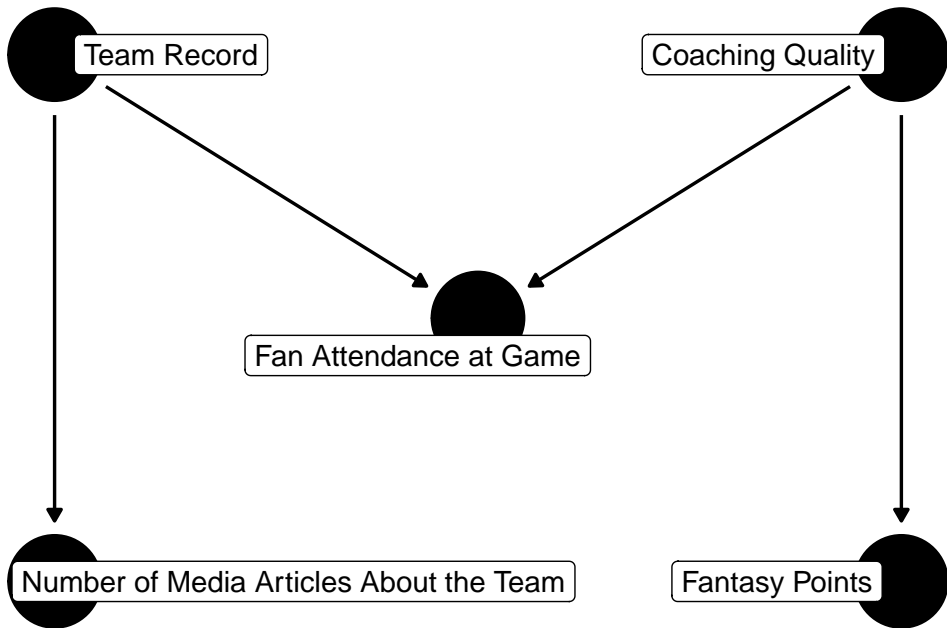 Team Record
Coaching Quality
Fan Attendance at Game
Number of Media Articles About the Team
Fantasy Points